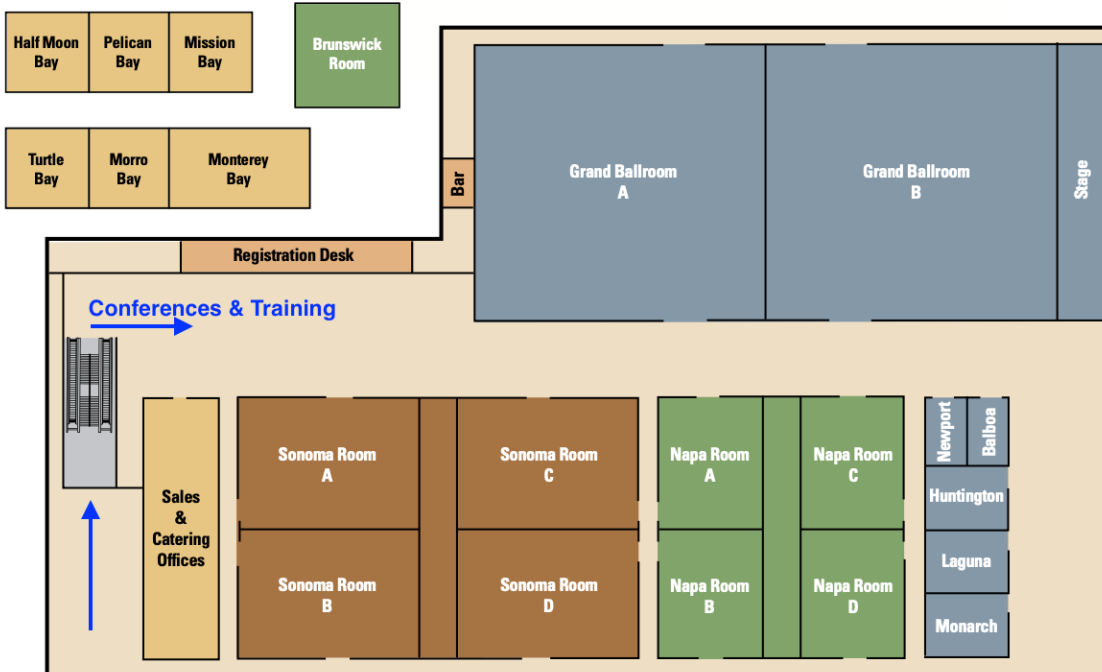 Half Moon
Bay
Pelican
Bay
Mission
Bay
Brunswick
Room
Turtle
Bay
Morro
Bay
Monterey
Bay
Bar
Grand Ballroom
A
Grand Ballroom
B
Stage
Registration Desk
Conferences & Training
Sales
&
Catering
Offices
Sonoma Room
A
Sonoma Room
C
Napa Room
A
Napa Room
C
Newport
Balboa
Huntington
Laguna
Monarch
Sonoma Room
B
Sonoma Room
D
Napa Room
B
Napa Room
D